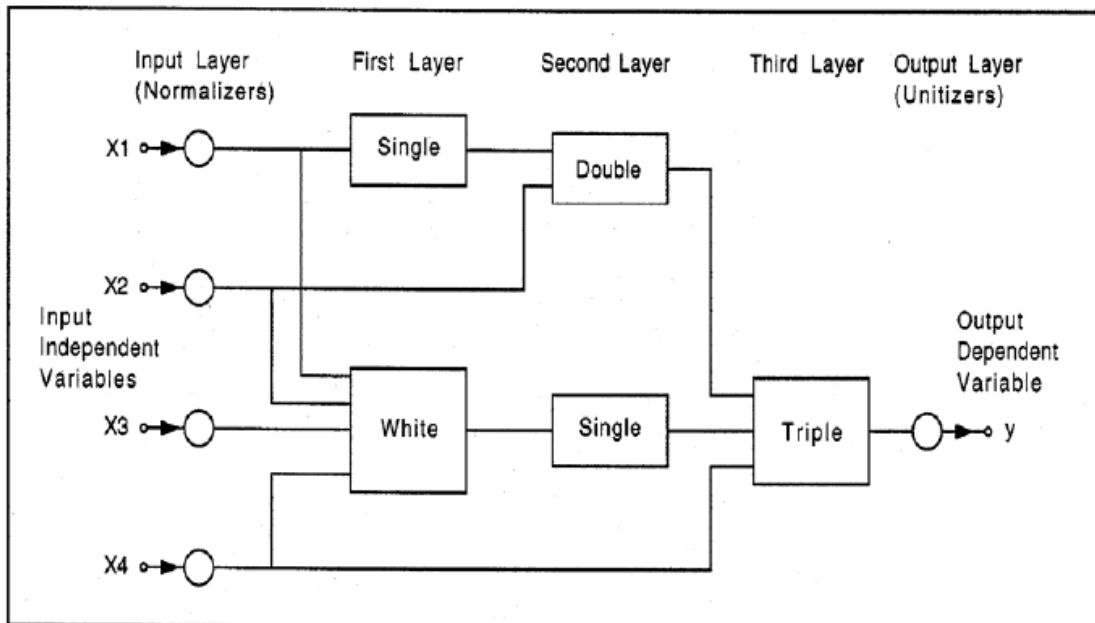 Input Layer
(Normalizers)
First Layer
Second Layer
Third Layer
Output Layer
(Unitizers)
X1
Single
Double
X2
Input
Independent
Variables
Output
Dependent
Variable
X3
White
Single
Triple
y
X4